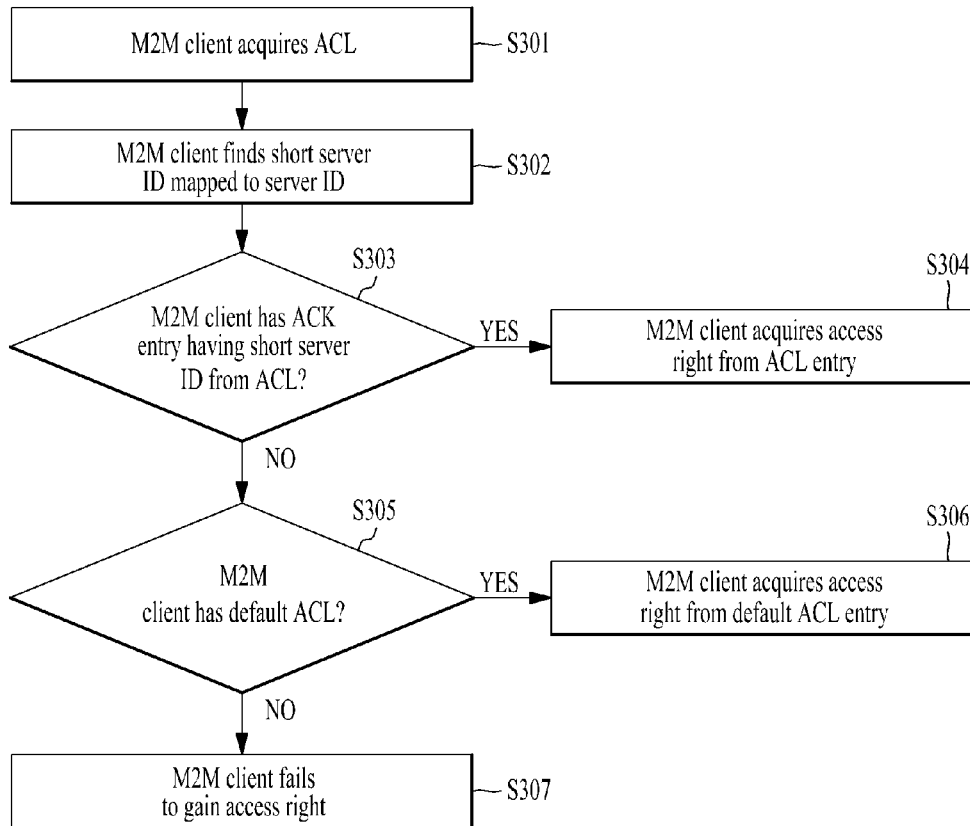 M2M client acquires ACL
S301
M2M client finds short server
ID mapped to server ID
S302
S303
M2M client has ACK
entry having short server
ID from ACL?
YES
S304
M2M client acquires access
right from ACL entry
NO
S305
M2M
client has default ACL?
YES
S306
M2M client acquires access
right from default ACL entry
NO
M2M client fails
to gain access right
S307